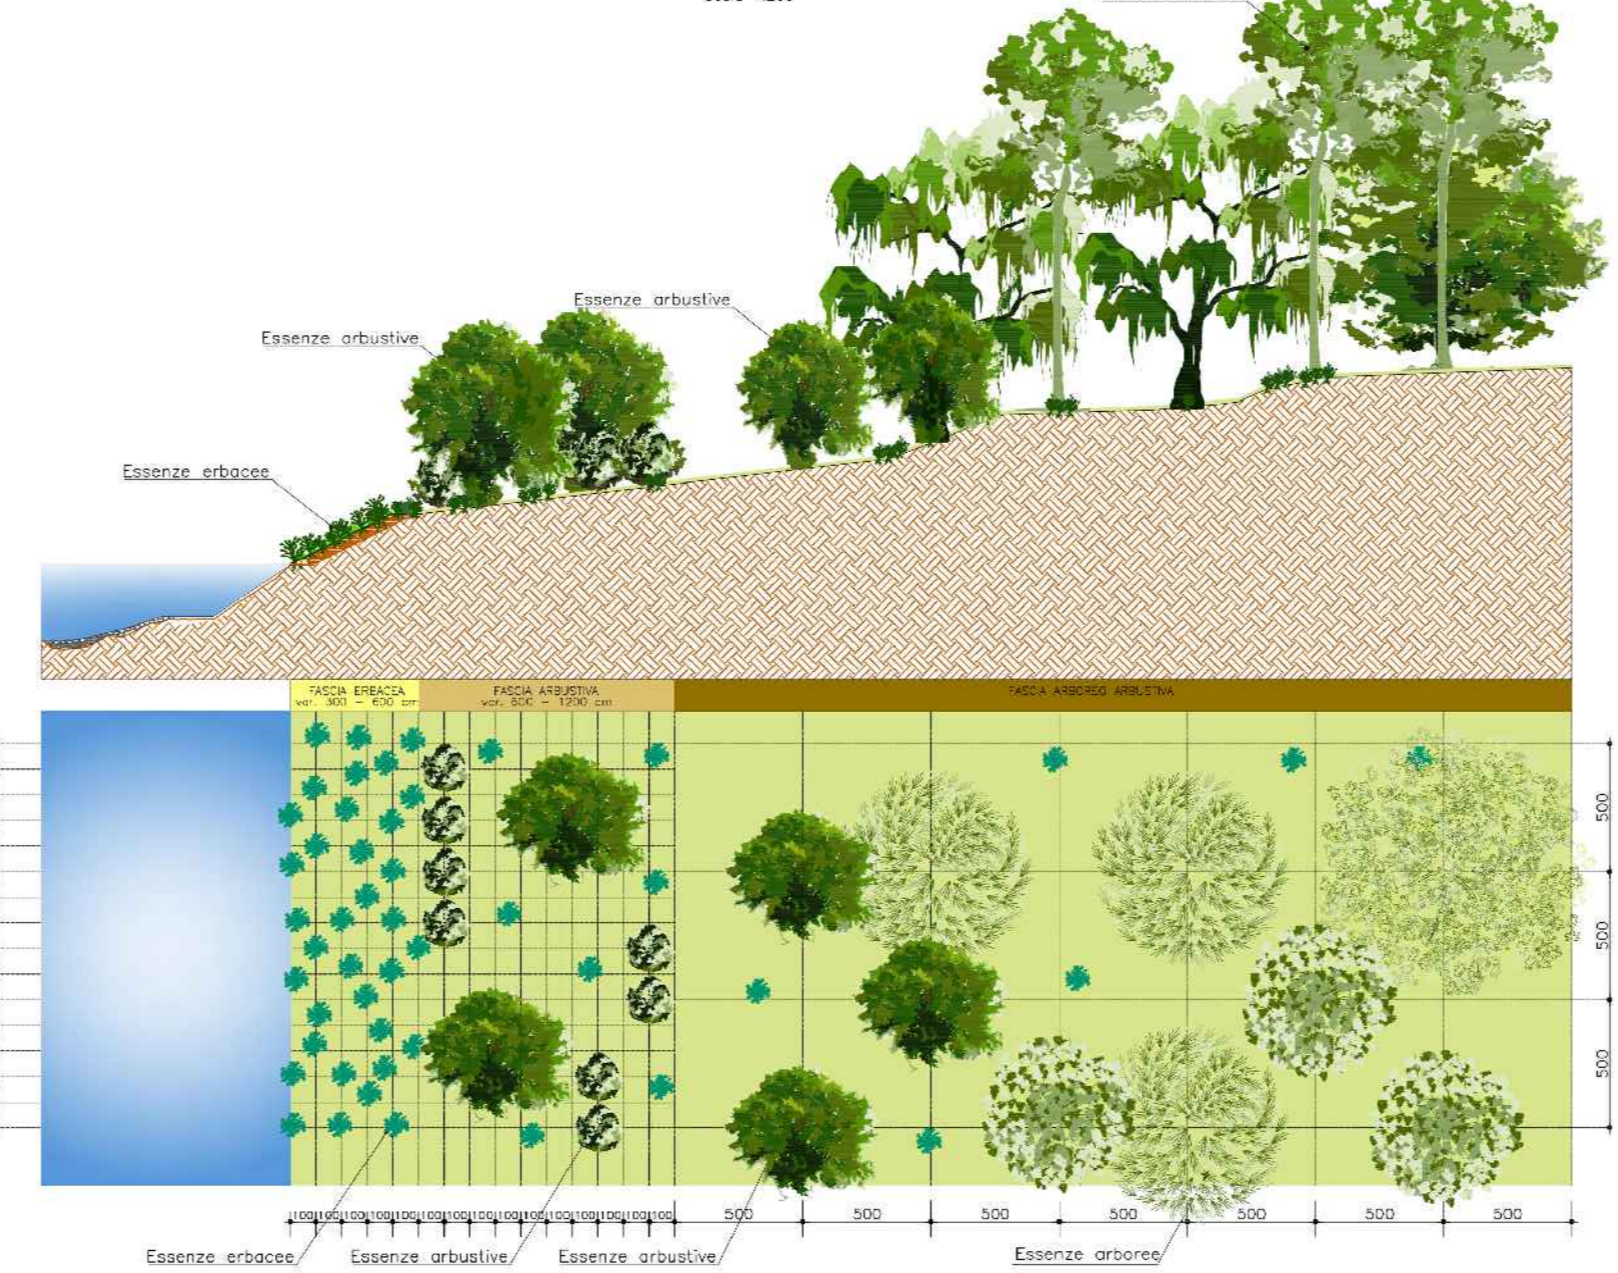 Essenze arbustive
Essenze arbustive
Essenze erbacee
FASCIA ERBACEA
var. 300 - 600 cm
FASCIA ARBUSTIVA
var. 600 - 1200 cm
FASCIA ARBOREO ARBUSTIVA
500
500
500
100 100 100 100 100 100 100 100 100 100 100 100 100 100 100 500 500 500 500 500 500 500
Essenze erbacee Essenze arbustive Essenze arbustive Essenze arboree